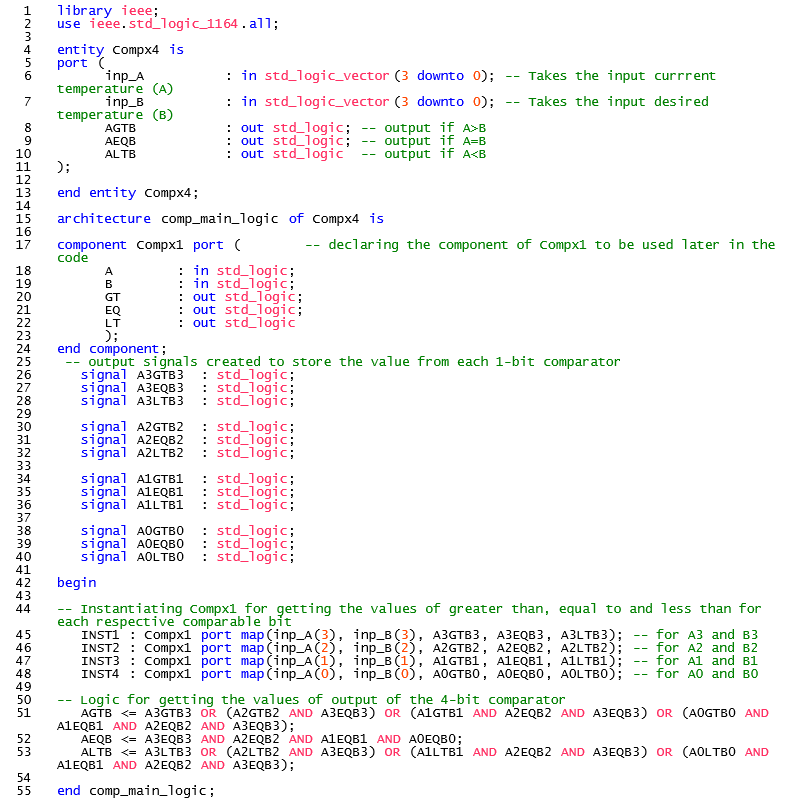 1 library ieee;
2 use ieee.std_logic_1164.all;
3
4 entity Compx4 is
5 port (
6 inp_A : in std_logic_vector(3 downto 0); -- Takes the input currrent
temperature (A)
7 inp_B : in std_logic_vector(3 downto 0); -- Takes the input desired
temperature (B)
8 AGTB : out std_logic; -- output if A>B
9 AEQB : out std_logic; -- output if A=B
10 ALTB : out std_logic -- output if A<B
11 );
12
13 end entity Compx4;
14
15 architecture comp_main_logic of Compx4 is
16
17 component Compx1 port ( -- declaring the component of Compx1 to be used later in the
code
18 A : in std_logic;
19 B : in std_logic;
20 GT : out std_logic;
21 EQ : out std_logic;
22 LT : out std_logic
23 );
24 end component;
25 -- output signals created to store the value from each 1-bit comparator
26 signal A3GTB3 : std_logic;
27 signal A3EQB3 : std_logic;
28 signal A3LTB3 : std_logic;
29
30 signal A2GTB2 : std_logic;
31 signal A2EQB2 : std_logic;
32 signal A2LTB2 : std_logic;
33
34 signal A1GTB1 : std_logic;
35 signal A1EQB1 : std_logic;
36 signal A1LTB1 : std_logic;
37
38 signal A0GTB0 : std_logic;
39 signal A0EQB0 : std_logic;
40 signal A0LTB0 : std_logic;
41
42 begin
43
44 -- Instantiating Compx1 for getting the values of greater than, equal to and less than for
each respective comparable bit
45 INST1 : Compx1 port map(inp_A(3), inp_B(3), A3GTB3, A3EQB3, A3LTB3); -- for A3 and B3
46 INST2 : Compx1 port map(inp_A(2), inp_B(2), A2GTB2, A2EQB2, A2LTB2); -- for A2 and B2
47 INST3 : Compx1 port map(inp_A(1), inp_B(1), A1GTB1, A1EQB1, A1LTB1); -- for A1 and B1
48 INST4 : Compx1 port map(inp_A(0), inp_B(0), A0GTB0, A0EQB0, A0LTB0); -- for A0 and B0
49
50 -- Logic for getting the values of output of the 4-bit comparator
51 AGTB <= A3GTB3 OR (A2GTB2 AND A3EQB3) OR (A1GTB1 AND A2EQB2 AND A3EQB3) OR (A0GTB0 AND
A1EQB1 AND A2EQB2 AND A3EQB3);
52 AEQB <= A3EQB3 AND A2EQB2 AND A1EQB1 AND A0EQB0;
53 ALTB <= A3LTB3 OR (A2LTB2 AND A3EQB3) OR (A1LTB1 AND A2EQB2 AND A3EQB3) OR (A0LTB0 AND
A1EQB1 AND A2EQB2 AND A3EQB3);
54
55 end comp_main_logic;